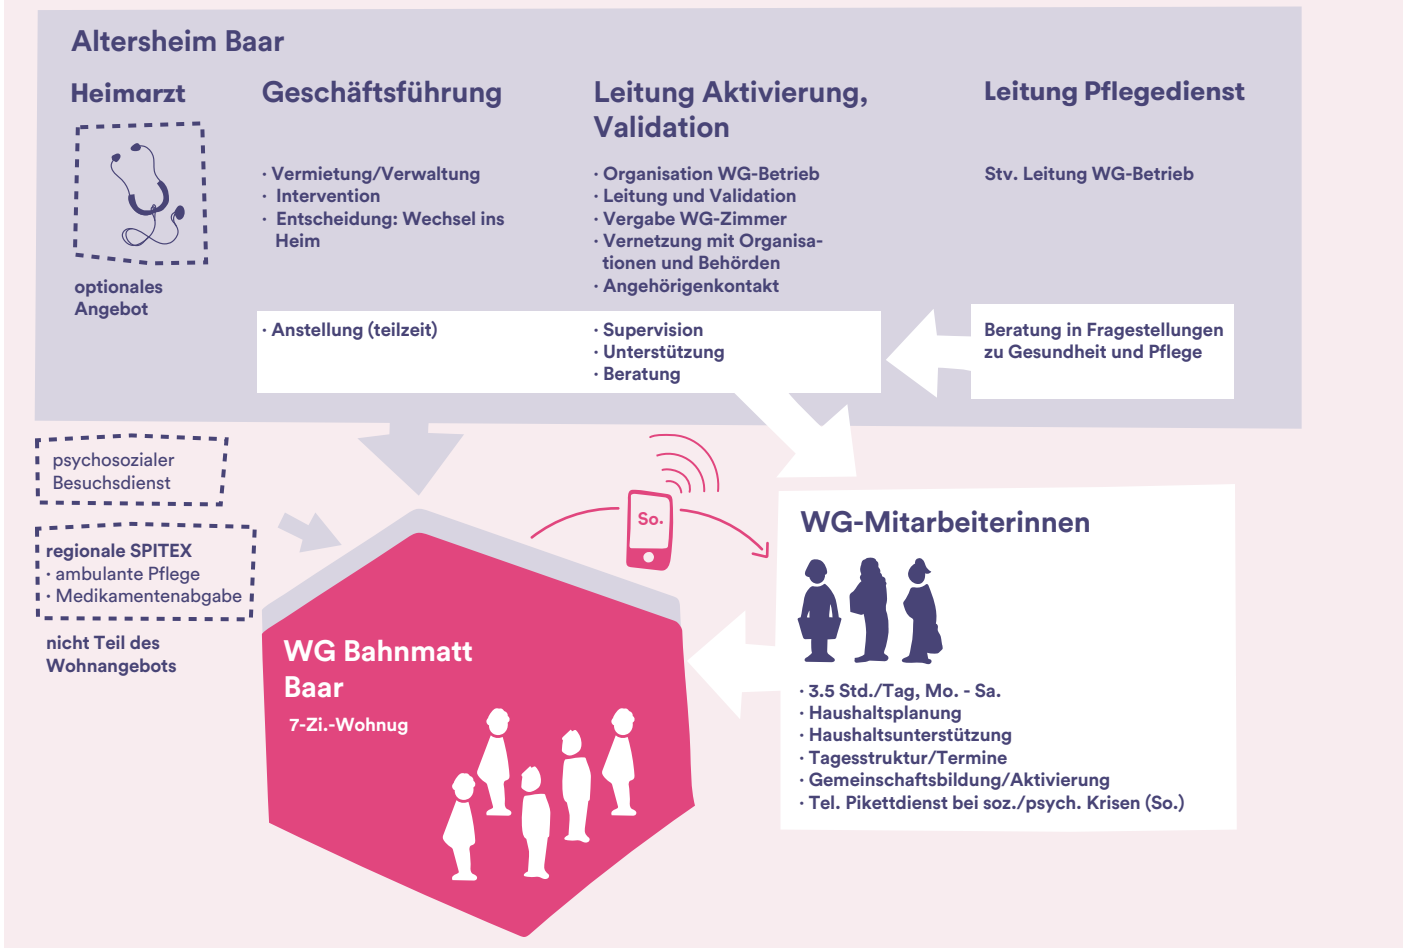 Altersheim Baar
Heimarzt
optionales
Angebot
Geschäftsführung
· Vermietung/Verwaltung
· Intervention
· Entscheidung: Wechsel ins
Heim
· Anstellung (teilzeit)
Leitung Aktivierung,
Validation
· Organisation WG-Betrieb
· Leitung und Validation
· Vergabe WG-Zimmer
· Vernetzung mit Organisa-
tionen und Behörden
· Angehörigenkontakt
· Supervision
· Unterstützung
· Beratung
Leitung Pflegedienst
Stv. Leitung WG-Betrieb
Beratung in Fragestellungen
zu Gesundheit und Pflege
psychosozialer
Besuchsdienst
regionale SPITEX
· ambulante Pflege
· Medikamentenabgabe
nicht Teil des
Wohnangebots
So.
WG Bahnmatt
Baar
7-Zi.-Wohnug
WG-Mitarbeiterinnen
· 3.5 Std./Tag, Mo. - Sa.
· Haushaltsplanung
· Haushaltsunterstützung
· Tagesstruktur/Termine
· Gemeinschaftsbildung/Aktivierung
· Tel. Pikettdienst bei soz./psych. Krisen (So.)